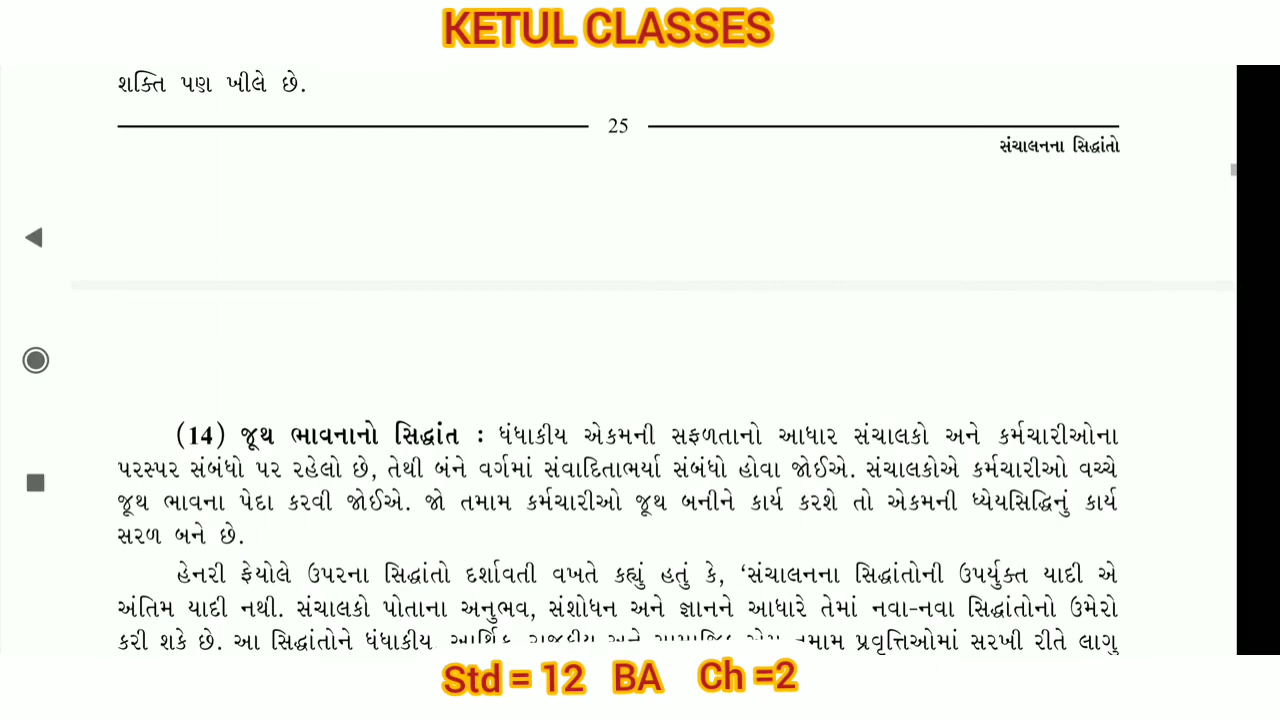 KETUL CLASSES
શક્તિ પણ ખીલે છે.
25
સંચાલનના સિદ્ધાંતો
(14) જૂથ ભાવનાનો સિદ્ધાંત : ધંધાકીય એકમની સફળતાનો આધાર સંચાલકો અને કર્મચારીઓના
પરસ્પર સંબંધો પર રહેલો છે, તેથી બંને વર્ગમાં સંવાદિતાભર્યા સંબંધો હોવા જોઈએ. સંચાલકોએ કર્મચારીઓ વચ્ચે
જૂથ ભાવના પેદા કરવી જોઈએ. જો તમામ કર્મચારીઓ જૂથ બનીને કાર્ય કરશે તો એકમની ધ્યેયસિદ્ધિનું કાર્ય
સરળ બને છે.
હેનરી ફેયોલે ઉપરના સિદ્ધાંતો દર્શાવતી વખતે કહ્યું હતું કે, ‘સંચાલનના સિદ્ધાંતોની ઉપર્યુક્ત યાદી એ
અંતિમ યાદી નથી. સંચાલકો પોતાના અનુભવ, સંશોધન અને જ્ઞાનને આધારે તેમાં નવા-નવા સિદ્ધાંતોનો ઉમેરો
કરી શકે છે. આ સિદ્ધાંતોને ધંધાકીય, પ્રવૃત્તિઓમાં સરખી રીતે લાગુ
Std = 12 BA Ch =2